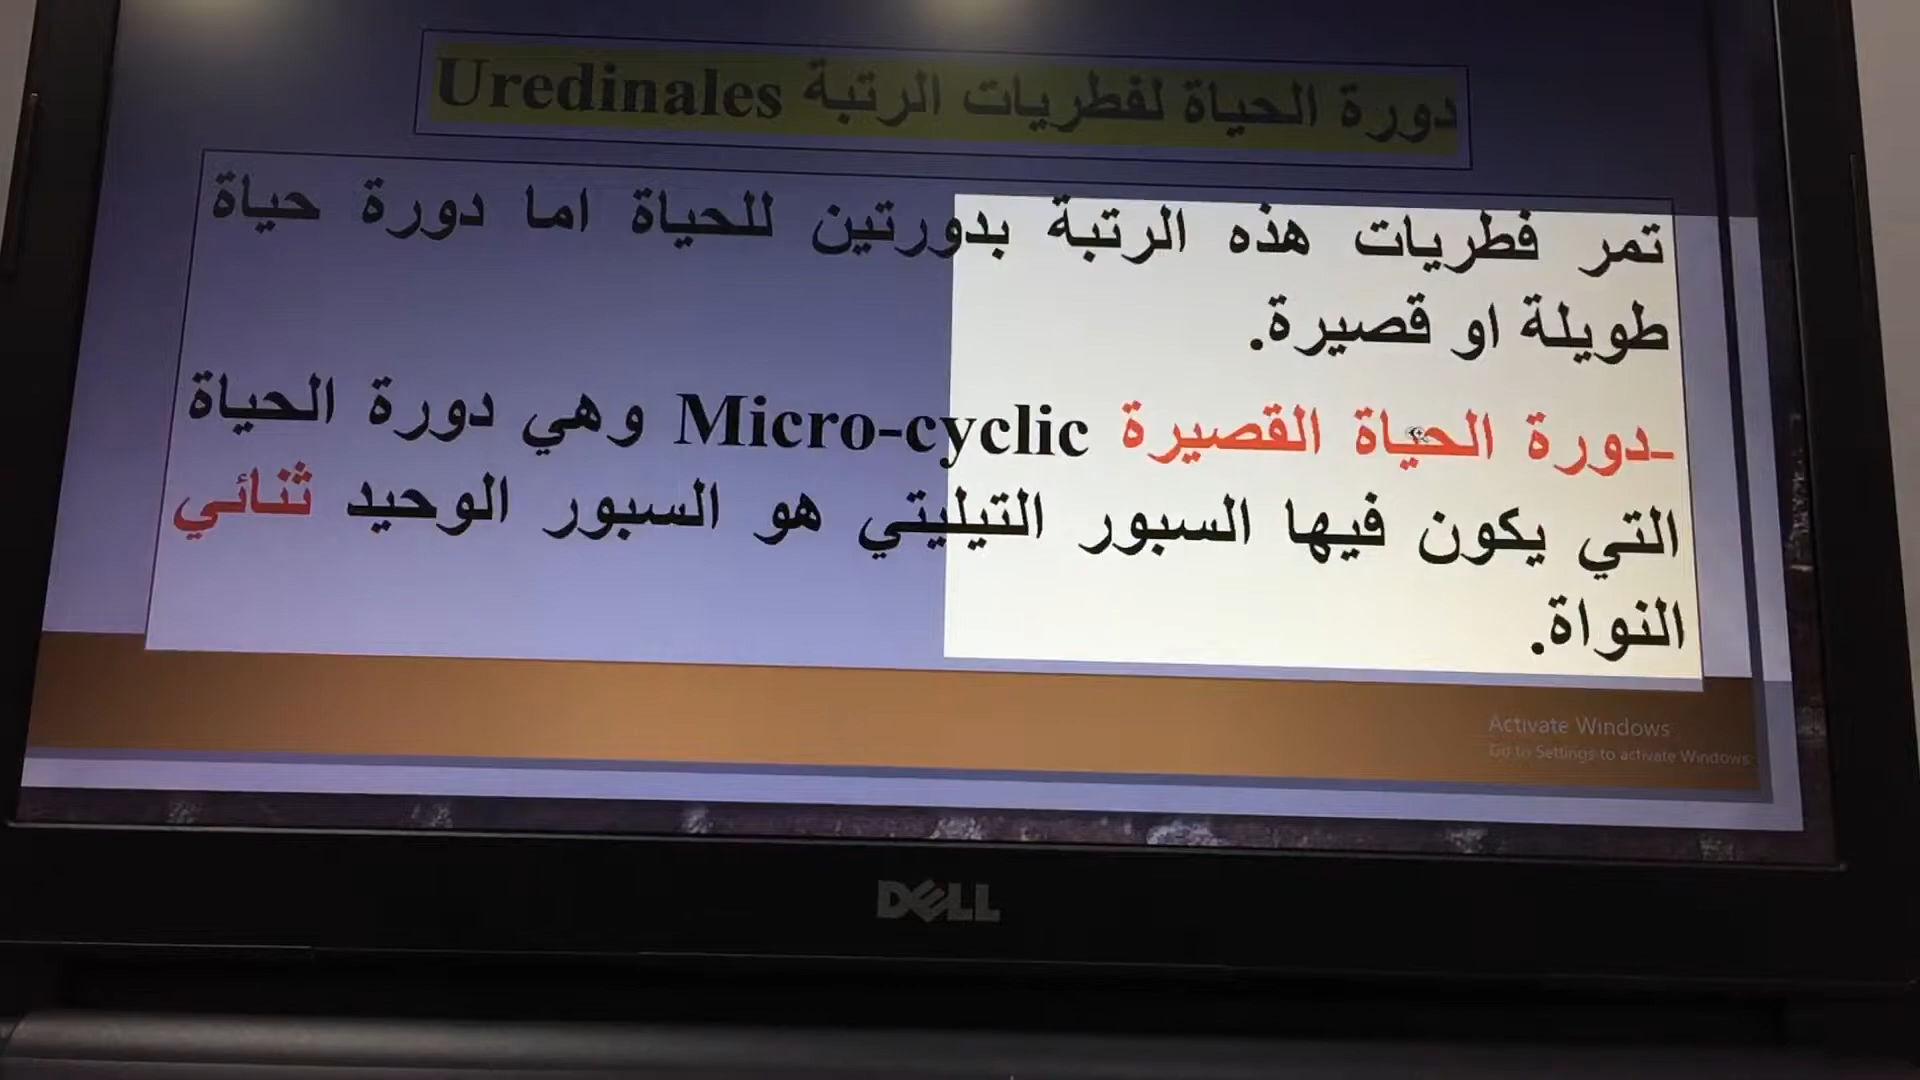 دورة الحياة لفطريات الرتبة Uredinales
تمر فطريات هذه الرتبة بدورتين للحياة اما دورة حياة
طويلة او قصيرة.
-دورة الحياة القصيرة Micro-cyclic وهي دورة الحياة
التي يكون فيها السبور التيليتي هو السبور الوحيد ثنائي
النواة.
Activate Windows
Go to Settings to activate Windows.
DELL